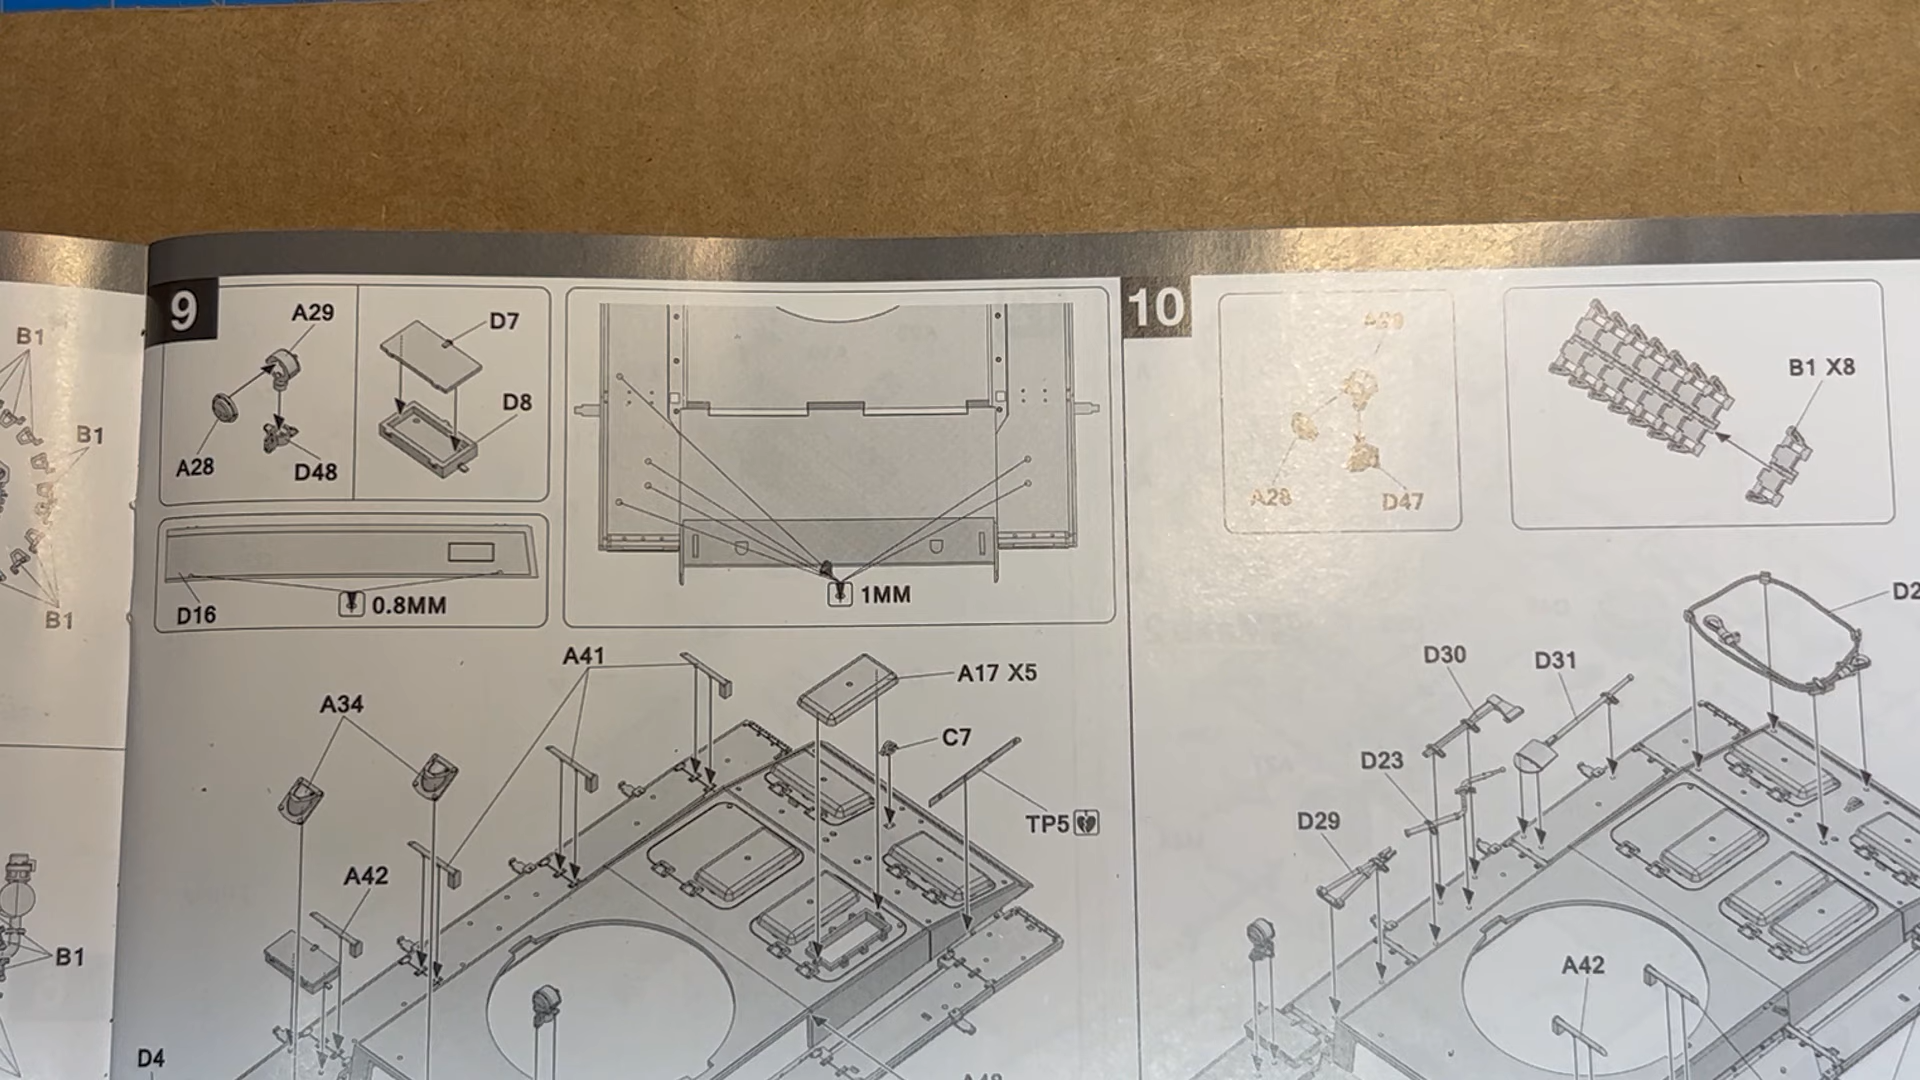 B1
B1
B1
B1
9
A29
A28
D48
D7
D8
D16
0.8MM
1MM
A34
A41
A17 X5
C7
TP5
A42
D4
10
A28
D47
B1 X8
D30
D31
D23
D29
A42